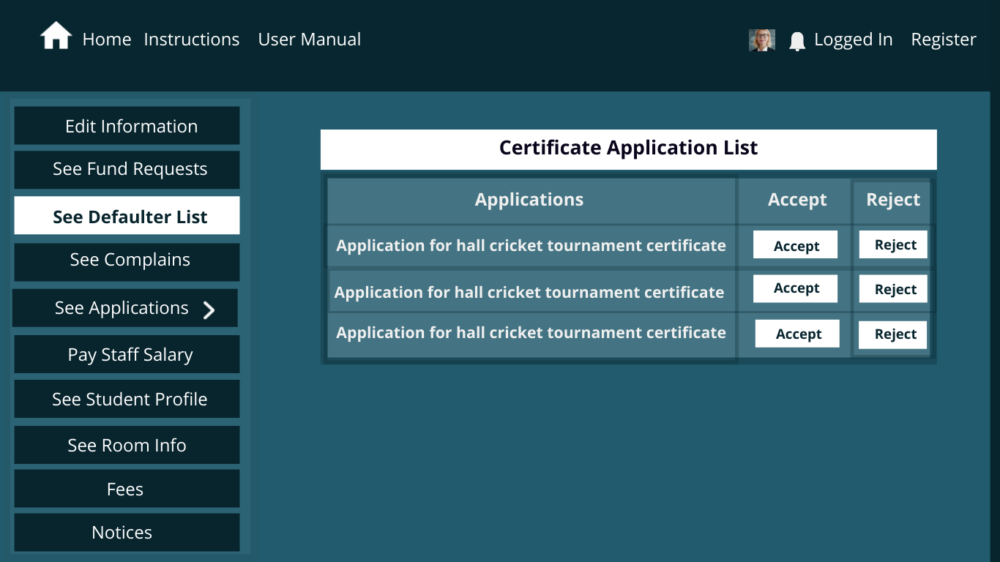 Home Instructions User Manual Logged In Register
Edit Information
See Fund Requests
See Defaulter List
See Complains
See Applications
Pay Staff Salary
See Student Profile
See Room Info
Fees
Notices
Certificate Application List
Applications Accept Reject
Application for hall cricket tournament certificate Accept Reject
Application for hall cricket tournament certificate Accept Reject
Application for hall cricket tournament certificate Accept Reject